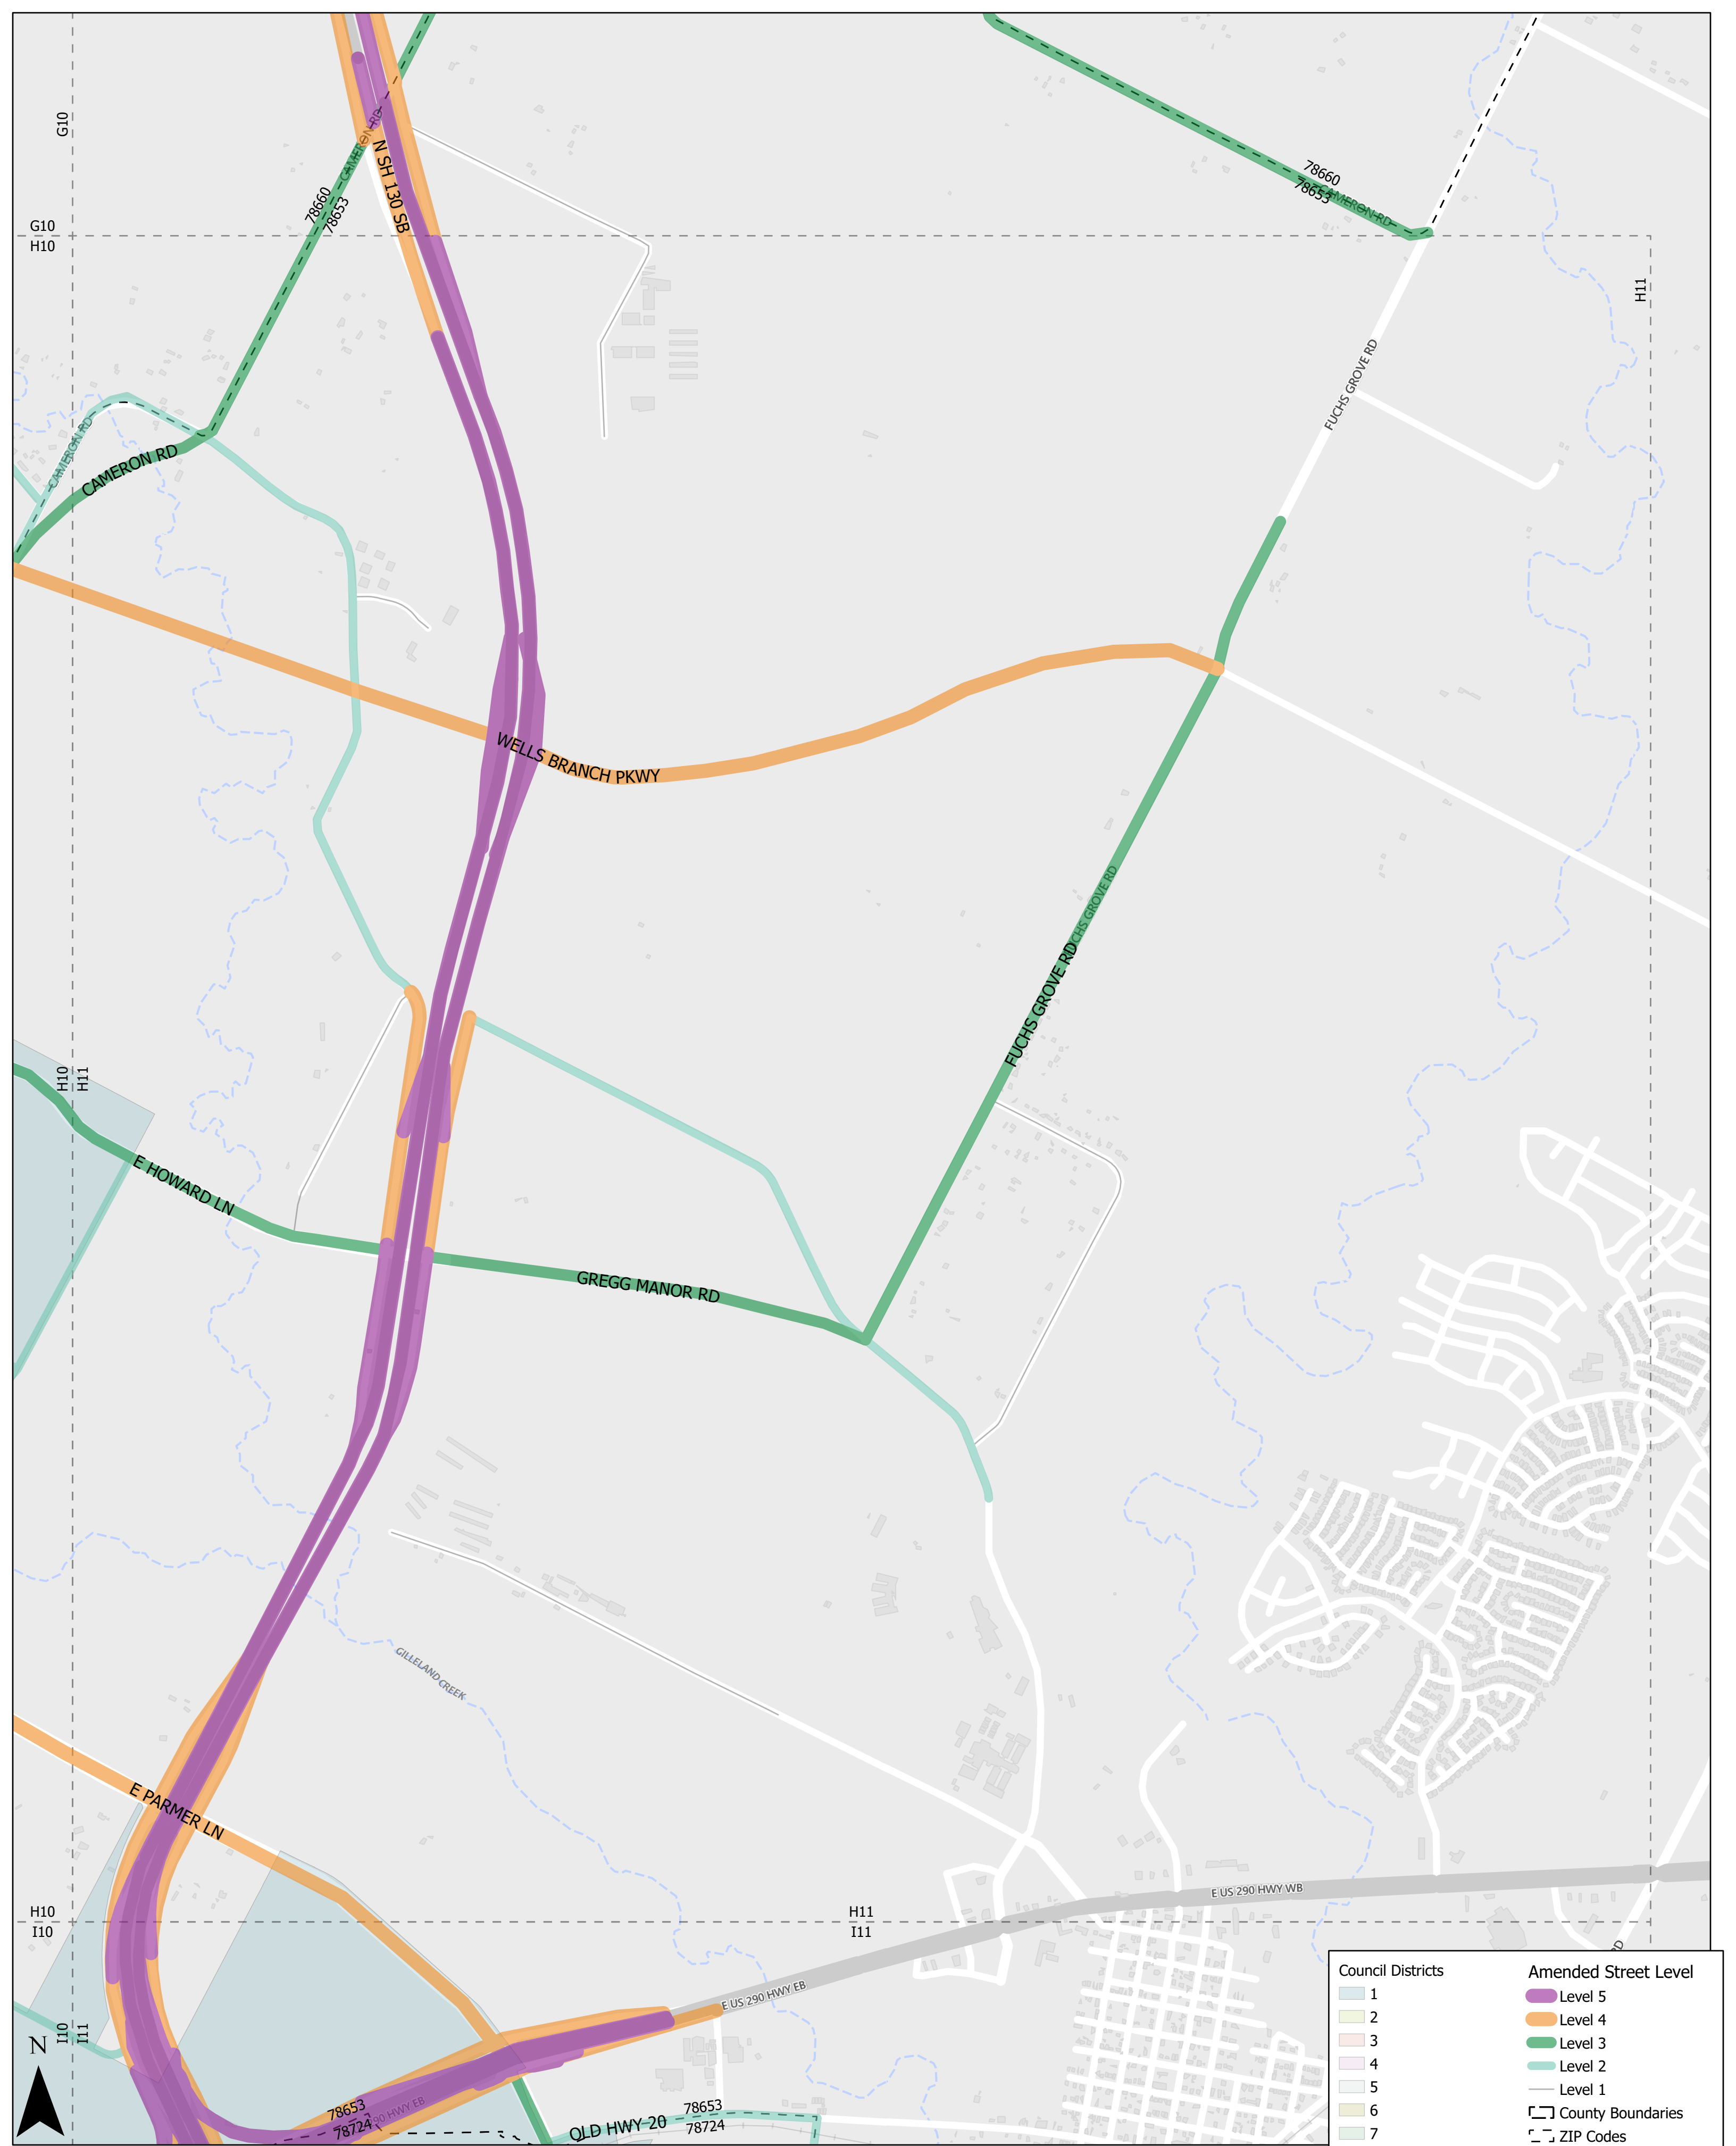 G10
CAMERON RD
N SH 130 SB
78660
78653
78660
78653
CAMERON RD
G10
H10
H11
FUCHS GROVE RD
CAMERON RD
CAMERON RD
WELLS BRANCH PKWY
FUCHS GROVE RD
H10
H11
E HOWARD LN
GREGG MANOR RD
GILLELAND CREEK
E PARMER LN
E US 290 HWY WB
H10
I10
H11
I11
E US 290 HWY EB
I10
I11
N
78653
78724
290 HWY EB
OLD HWY 20
78653
78724
RD
Council Districts
1
2
3
4
5
6
7
Amended Street Level
Level 5
Level 4
Level 3
Level 2
Level 1
County Boundaries
ZIP Codes